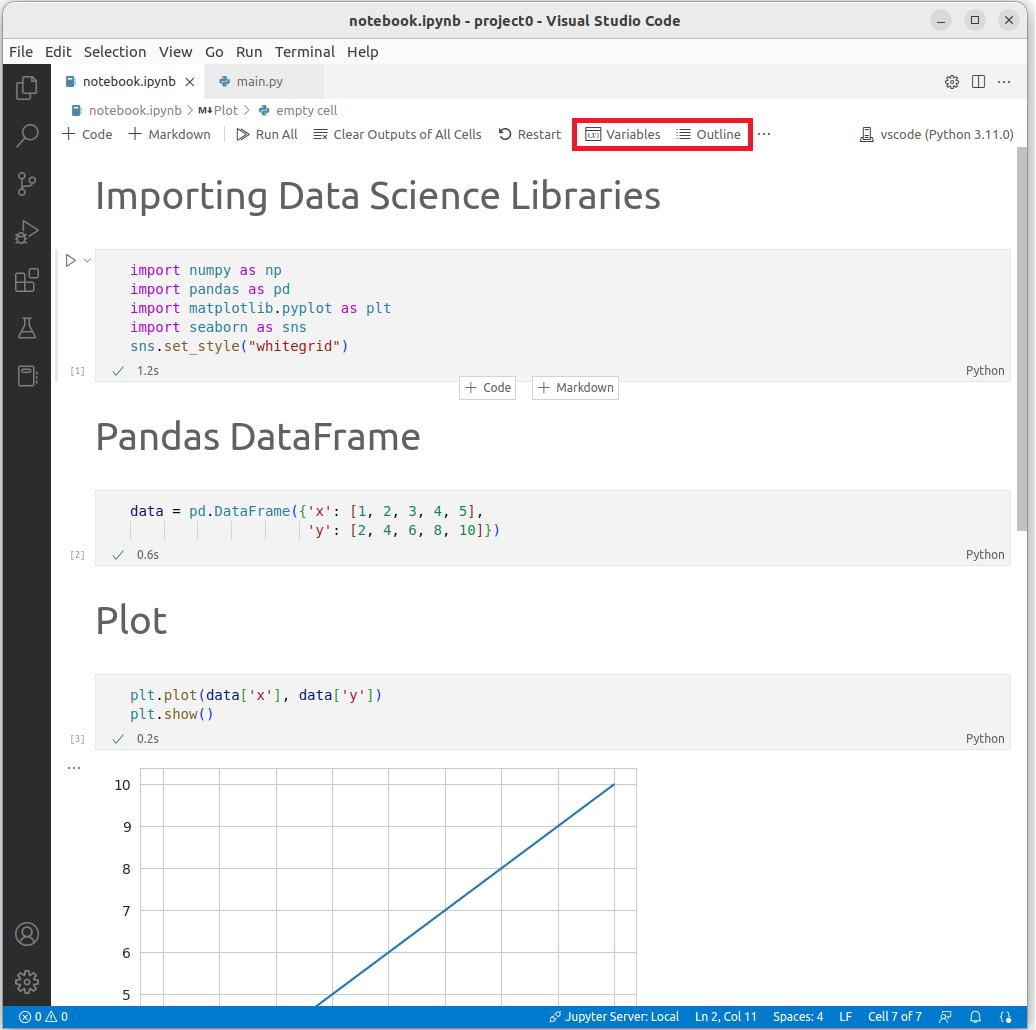 notebook.ipynb - project0 - Visual Studio Code
File Edit Selection View Go Run Terminal Help
notebook.ipynb main.py
notebook.ipynb > M↓Plot > empty cell
+ Code + Markdown Run All Clear Outputs of All Cells Restart Variables Outline ... vscode (Python 3.11.0)
Importing Data Science Libraries
import numpy as np
import pandas as pd
import matplotlib.pyplot as plt
import seaborn as sns
sns.set_style("whitegrid")
[1] ✓ 1.2s Python
+ Code + Markdown
Pandas DataFrame
data = pd.DataFrame({'x': [1, 2, 3, 4, 5],
'y': [2, 4, 6, 8, 10]})
[2] ✓ 0.6s Python
Plot
plt.plot(data['x'], data['y'])
plt.show()
[3] ✓ 0.2s Python
...
10
9
8
7
6
5
0 0 Jupyter Server: Local Ln 2, Col 11 Spaces: 4 LF Cell 7 of 7